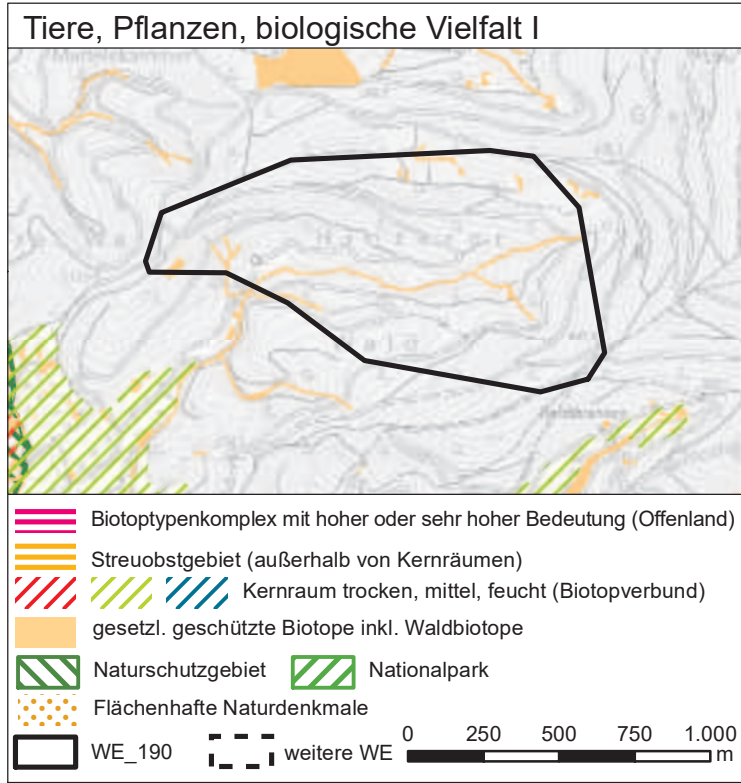 Tiere, Pflanzen, biologische Vielfalt I
Biotoptypenkomplex mit hoher oder sehr hoher Bedeutung (Offenland)
Streuobstgebiet (außerhalb von Kernräumen)
Kernraum trocken, mittel, feucht (Biotopverbund)
gesetzl. geschützte Biotope inkl. Waldbiotope
Naturschutzgebiet Nationalpark
Flächenhafte Naturdenkmale
WE_190 weitere WE 0 250 500 750 1.000 m